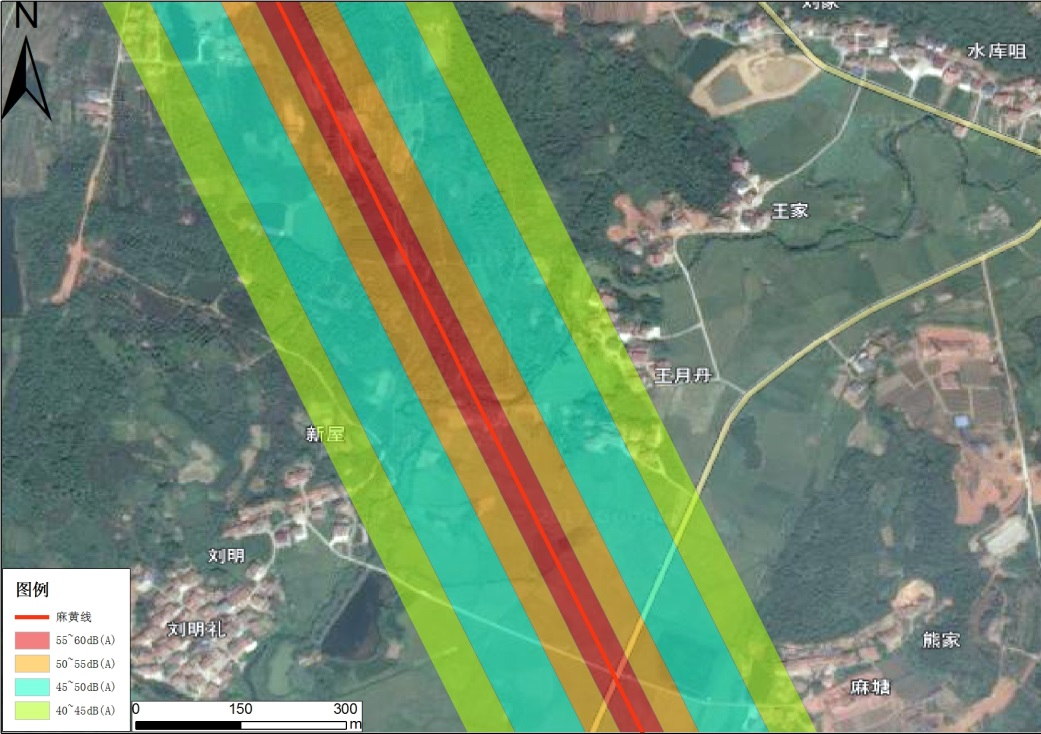 N
刘家
水库咀
王家
王月丹
新屋
刘明
刘明礼
熊家
麻塘
图例
麻黄线
55~60dB(A)
50~55dB(A)
45~50dB(A)
40~45dB(A)
0 150 300
m